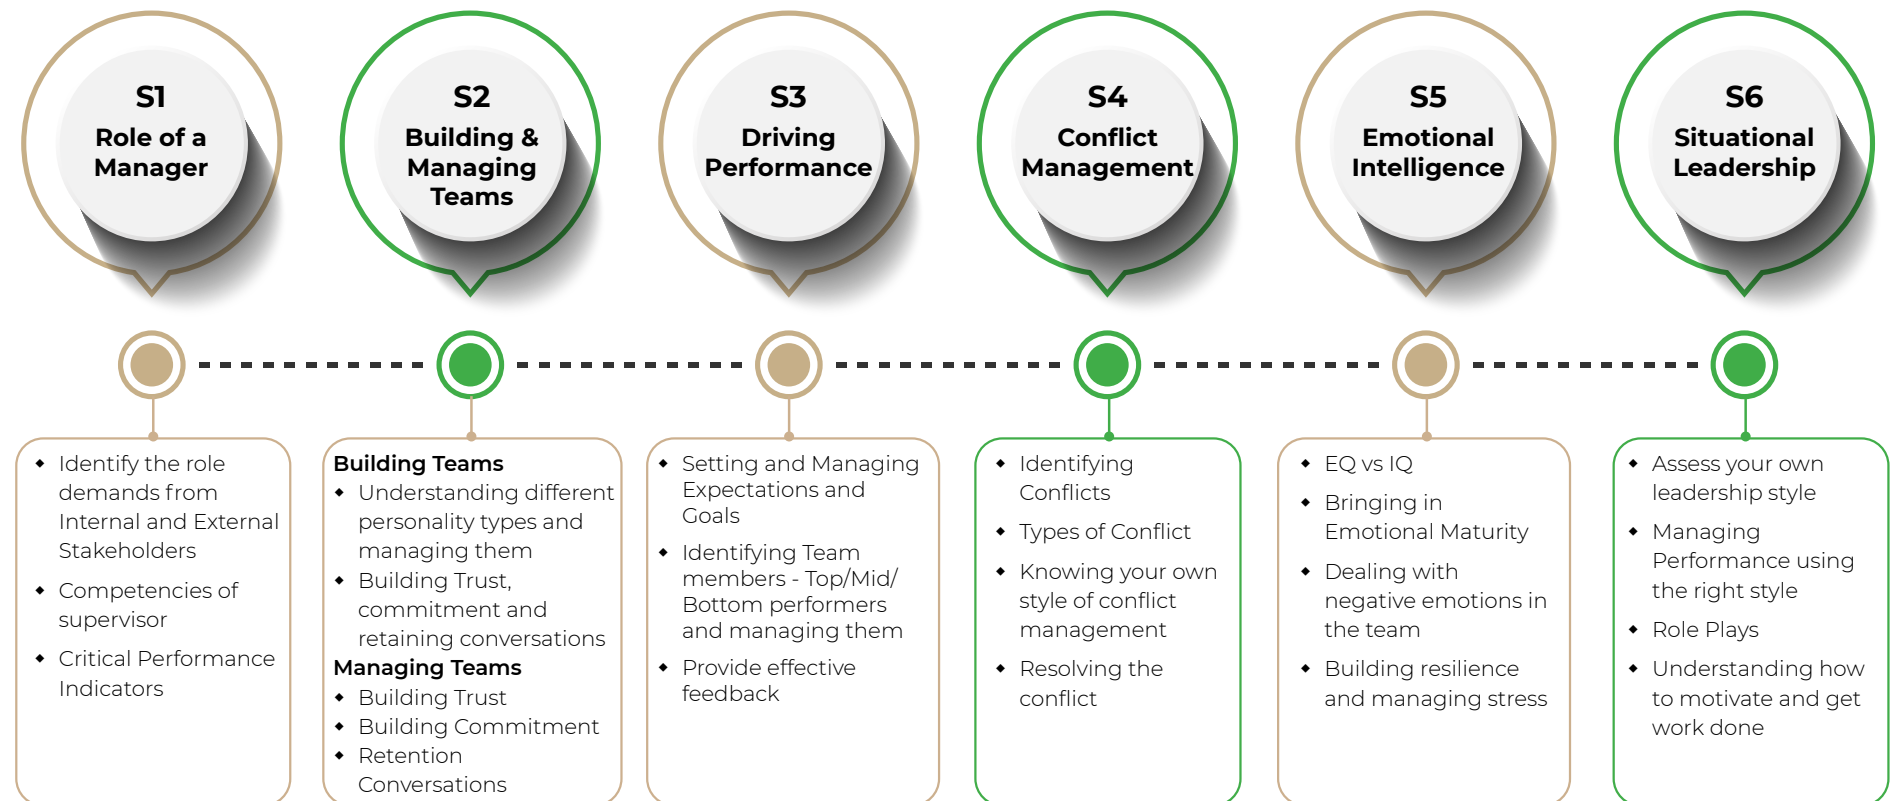 S1
Role of a
Manager
S2
Building &
Managing
Teams
S3
Driving
Performance
S4
Conflict
Management
S5
Emotional
Intelligence
S6
Situational
Leadership
Identify the role
demands from
Internal and External
Stakeholders
Competencies of
supervisor
Critical Performance
Indicators
Building Teams
Understanding different
personality types and
managing them
Building Trust,
commitment and
retaining conversations
Managing Teams
Building Trust
Building Commitment
Retention
Conversations
Setting and Managing
Expectations and
Goals
Identifying Team
members - Top/Mid/
Bottom performers
and managing them
Provide effective
feedback
Identifying
Conflicts
Types of Conflict
Knowing your own
style of conflict
management
Resolving the
conflict
EQ vs IQ
Bringing in
Emotional Maturity
Dealing with
negative emotions in
the team
Building resilience
and managing stress
Assess your own
leadership style
Managing
Performance using
the right style
Role Plays
Understanding how
to motivate and get
work done